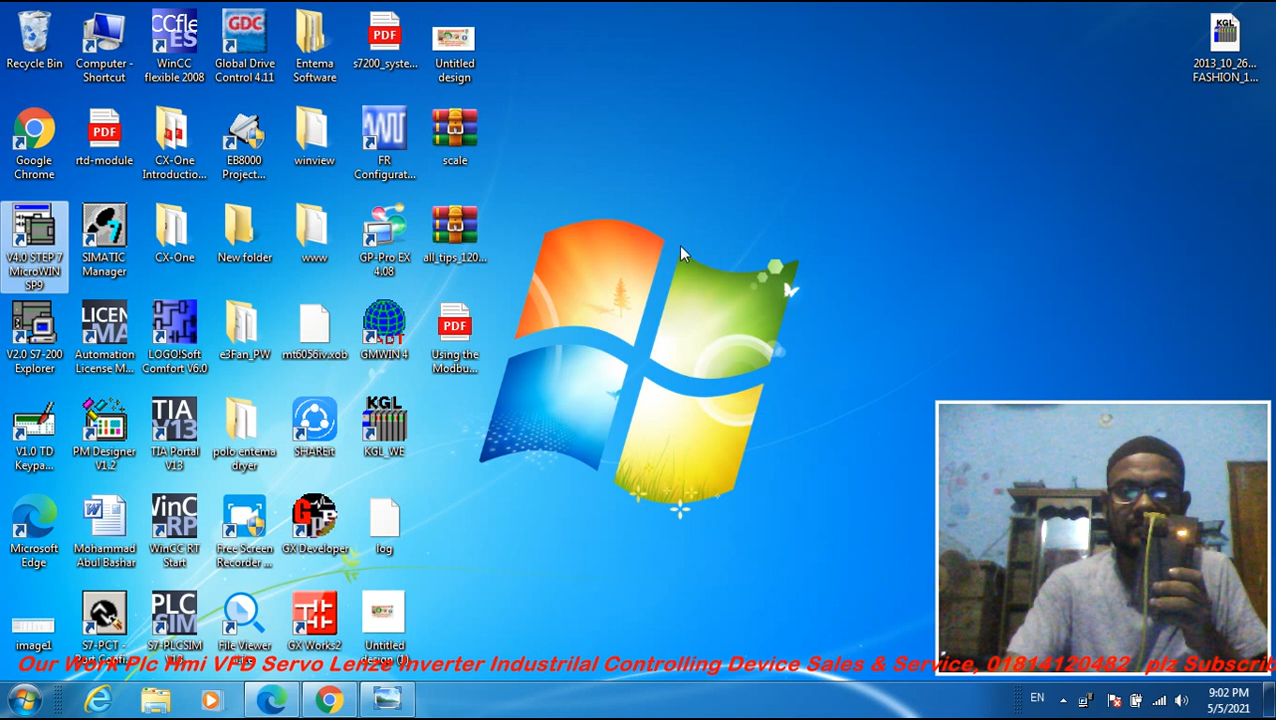 Recycle Bin
Computer - Shortcut
WinCC flexible 2008
Global Drive Control 4.11
Entema Software
s7200_syste...
Untitled design
2013_10_26...
FASHION_1...
Google Chrome
rtd-module
CX-One Introductio...
EB8000 Project...
winview
FR Configurat...
scale
V4.0 STEP 7 MicroWIN SP9
SIMATIC Manager
CX-One
New folder
www
GP-Pro EX 4.08
all_tips_120...
V2.0 S7-200 Explorer
Automation License M...
LOGO!Soft Comfort V6.0
e3Fan_PW
mt6056iv.xob
GMWIN 4
Using the Modbu...
V1.0 TD Keypa...
PM Designer V1.2
TIA Portal V13
polo entema dryer
SHAREit
KGL_WE
Microsoft Edge
Mohammad Abul Bashar
WinCC RT Start
Free Screen Recorder ...
GX Developer
log
image1
S7-PCT -
S7-PLCSIM
File Viewer
GX Works2
Untitled
Our Work Plc Hmi VFD Servo Lenze Inverter Industrilal Controlling Device Sales & Service, 01814120482 plz Subscrib
EN
9:02 PM
5/5/2021